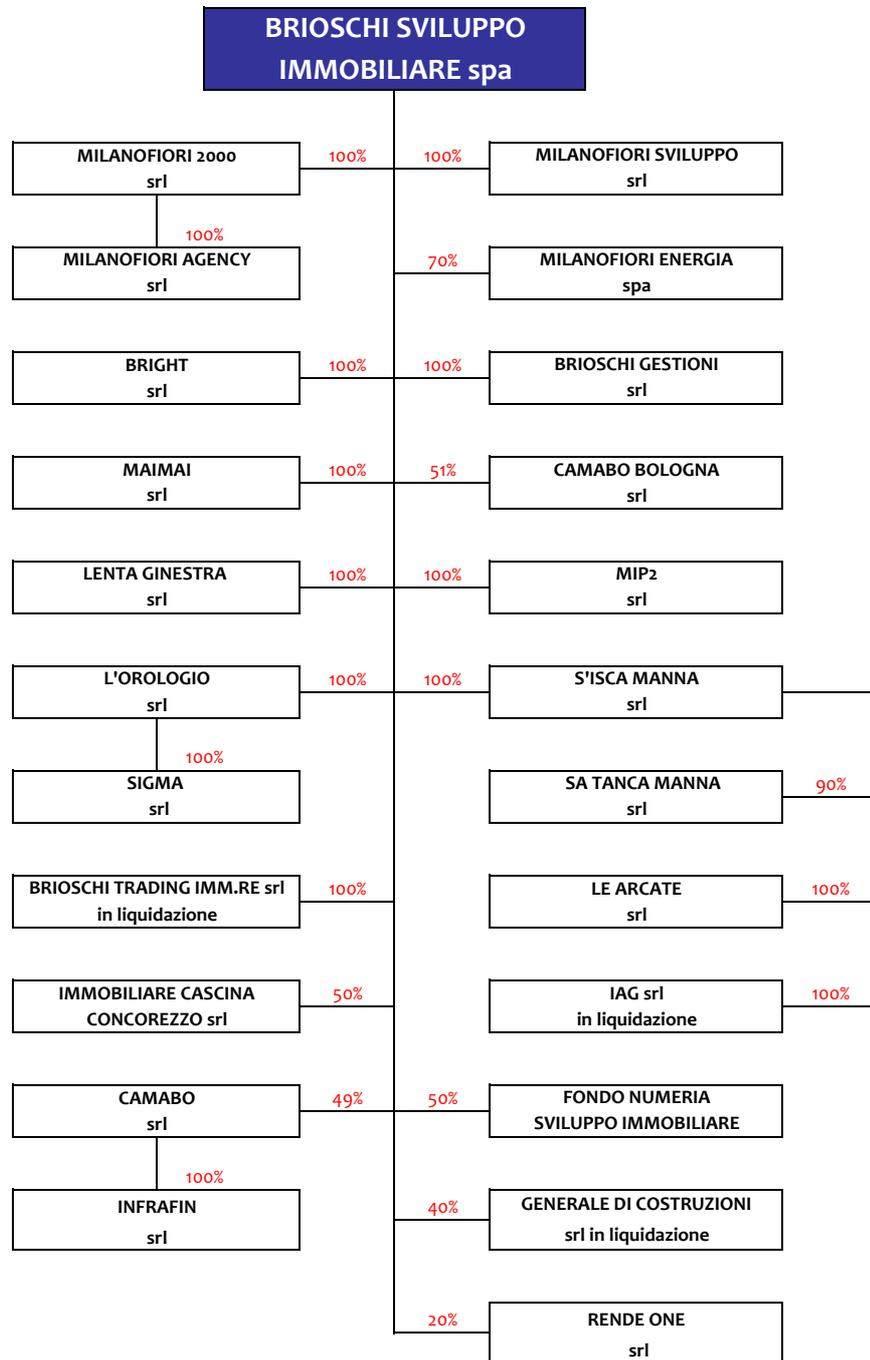 BRIOSCHI SVILUPPO
IMMOBILIARE spa
MILANOFIORI 2000
srl
100%
100%
MILANOFIORI SVILUPPO
srl
100%
MILANOFIORI AGENCY
srl
70%
MILANOFIORI ENERGIA
spa
BRIGHT
srl
100%
100%
BRIOSCHI GESTIONI
srl
MAIMAI
srl
100%
51%
CAMABO BOLOGNA
srl
LENTA GINESTRA
srl
100%
100%
MIP2
srl
L'OROLOGIO
srl
100%
100%
S'ISCA MANNA
srl
100%
SIGMA
srl
SA TANCA MANNA
srl
90%
BRIOSCHI TRADING IMM.RE srl
in liquidazione
100%
LE ARCATE
srl
100%
IMMOBILIARE CASCINA
CONCOREZZO srl
50%
IAG srl
in liquidazione
100%
CAMABO
srl
49%
50%
FONDO NUMERIA
SVILUPPO IMMOBILIARE
100%
INFRAFIN
srl
40%
GENERALE DI COSTRUZIONI
srl in liquidazione
20%
RENDE ONE
srl